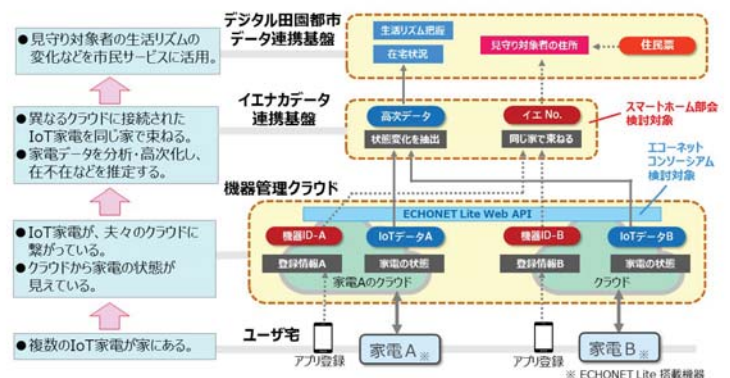 デジタル田園都市
データ連携基盤
●見守り対象者の生活リズムの
変化などを市民サービスに活用。
生活リズム把握
在宅状況
見守り対象者の住所
住民票
イエナカデータ
連携基盤
●異なるクラウドに接続された
IoT家電を同じ家で束ねる。
●家電データを分析・高次化し、
在不在などを推定する。
高次データ
状態変化を抽出
イエ No.
同じ家で束ねる
スマートホーム部会
検討対象
エコーネット
コンソーシアム
検討対象
機器管理クラウド
●IoT家電が、夫々のクラウドに
繋がっている。
●クラウドから家電の状態が
見えている。
ECHONET Lite Web API
機器ID-A
IoTデータA
機器ID-B
IoTデータB
登録情報A
家電の状態
登録情報B
家電の状態
家電Aのクラウド
クラウド
ユーザ宅
●複数のIoT家電が家にある。
アプリ登録
家電A※
アプリ登録
家電B※
※ ECHONET Lite 搭載機器